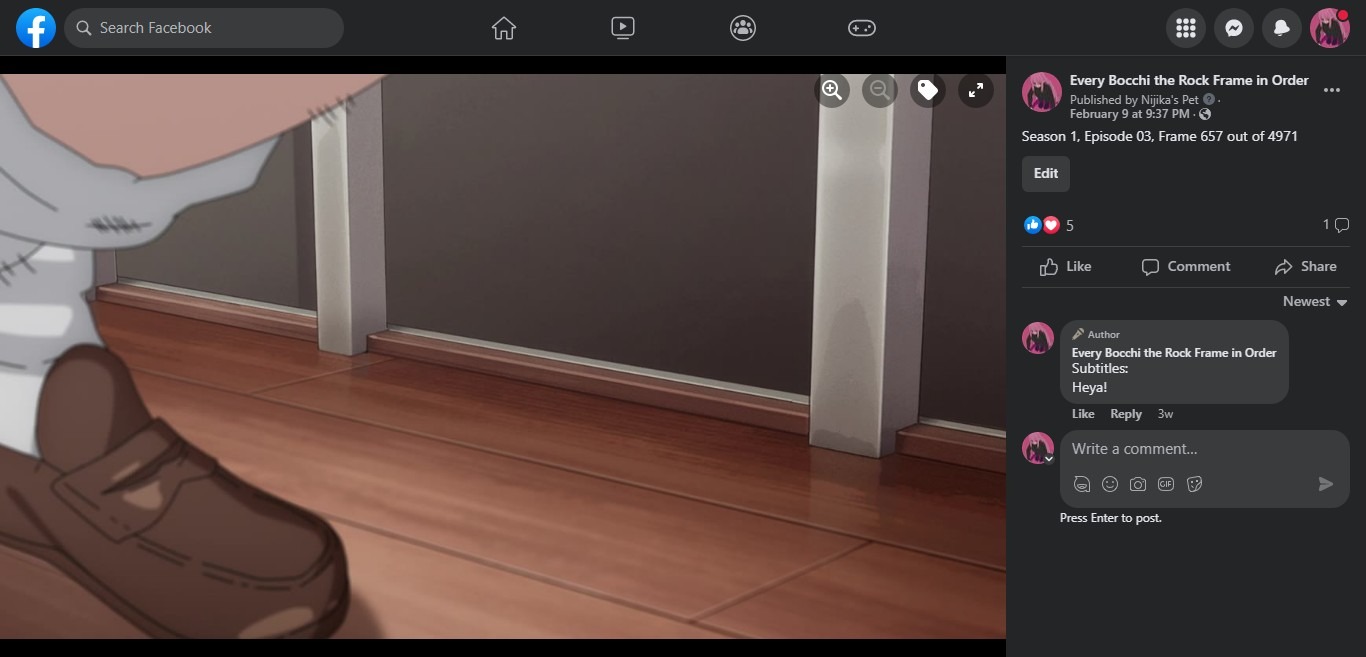 Search Facebook
Every Bocchi the Rock Frame in Order
Published by Nijika's Pet ·
February 9 at 9:37 PM ·
Season 1, Episode 03, Frame 657 out of 4971
Edit
5
1
Like
Comment
Share
Newest
Author
Every Bocchi the Rock Frame in Order
Subtitles:
Heya!
Like Reply 3w
Write a comment…
GIF
Press Enter to post.